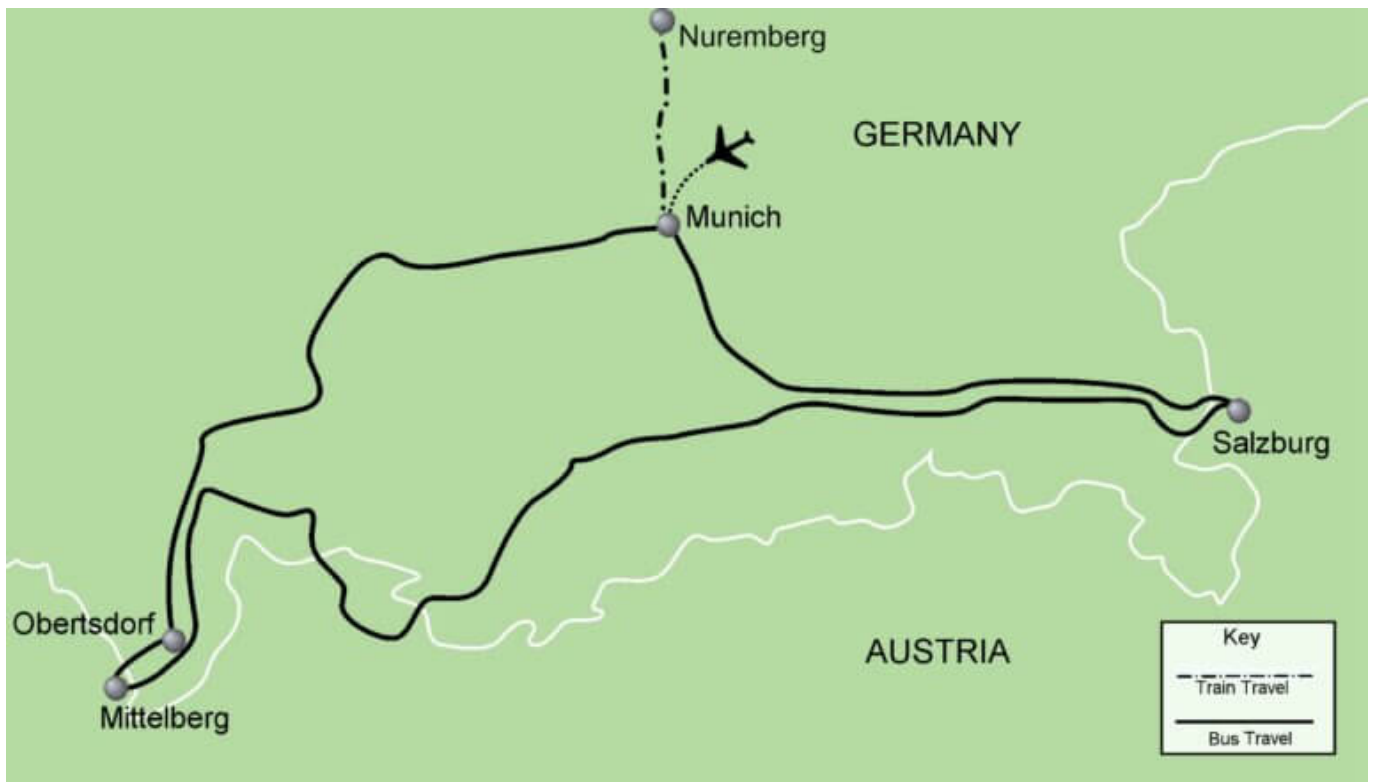 Nuremberg
GERMANY
Munich
Salzburg
Obertsdorf
AUSTRIA
Mittelberg
Key
Train Travel
Bus Travel